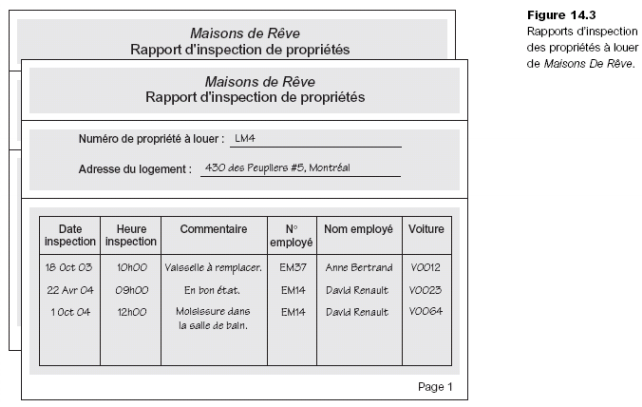 Maisons de Rêve
Rapport d'inspection de propriétés
Maisons de Rêve
Rapport d'inspection de propriétés
Numéro de propriété à louer : LM4
Adresse du logement : 430 des Peupliers #5, Montréal
Date inspection Heure inspection Commentaire N° employé Nom employé Voiture
18 Oct 03 10h00 Vaisselle à remplacer. EM37 Anne Bertrand V0012
22 Avr 04 09h00 En bon état. EM14 David Renault V0023
1 Oct 04 12h00 Moisissure dans EM14 David Renault V0064
la salle de bain.
Page 1
Figure 14.3
Rapports d'inspection
des propriétés à louer
de Maisons De Rêve.